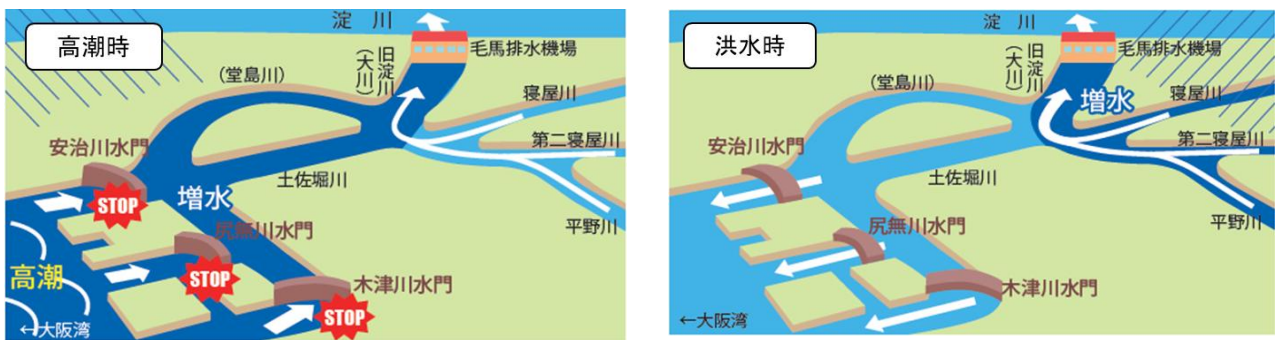 高潮時
淀川
毛馬排水機場
旧淀川
(大川)
(堂島川)
寝屋川
第二寝屋川
安治川水門
土佐堀川
平野川
STOP
増水
尻無川水門
STOP
高潮
木津川水門
STOP
←大阪湾
洪水時
淀川
毛馬排水機場
旧淀川
(大川)
(堂島川)
増水
寝屋川
第二寝屋川
安治川水門
土佐堀川
平野川
尻無川水門
木津川水門
←大阪湾